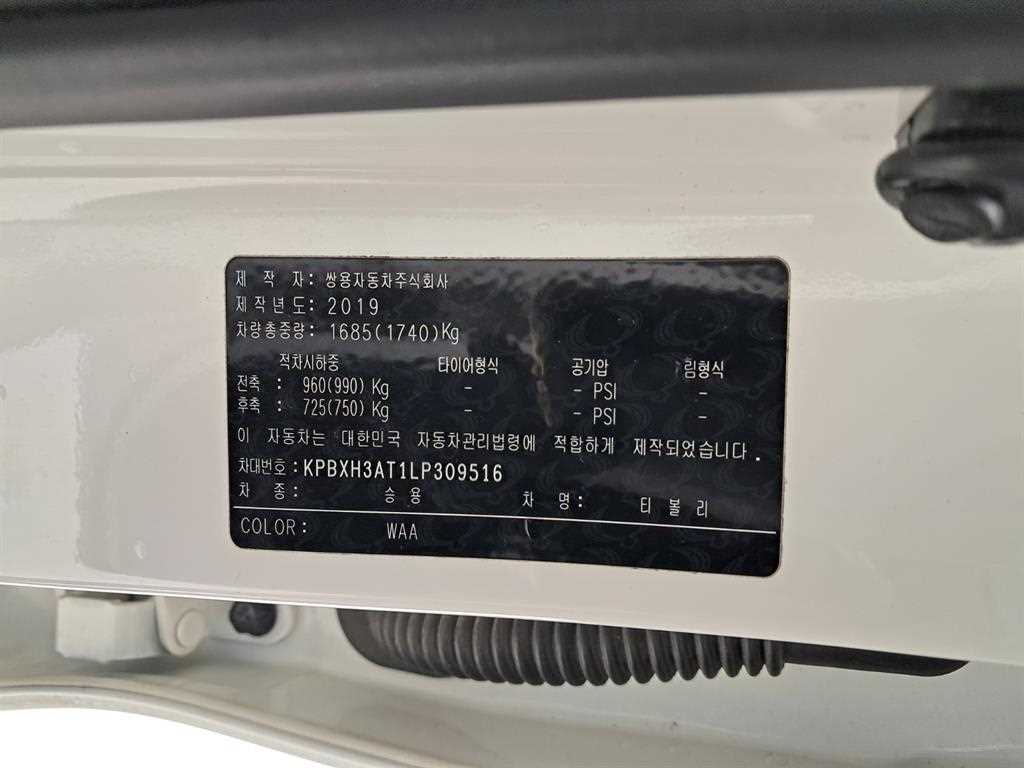 제 작 자: 쌍용자동차주식회사
제작년도: 2019
차량총중량: 1685(1740)Kg
적차시하중 타이어형식 공기압 림형식
전축 : 960(990) Kg - - PSI -
후축 : 725(750) Kg - - PSI -
이 자동차는 대한민국 자동차관리법령에 적합하게 제작되었습니다.
차대번호: KPBXH3AT1LP309516
차 종: 승 용 차 명: 티 볼 리
COLOR: WAA